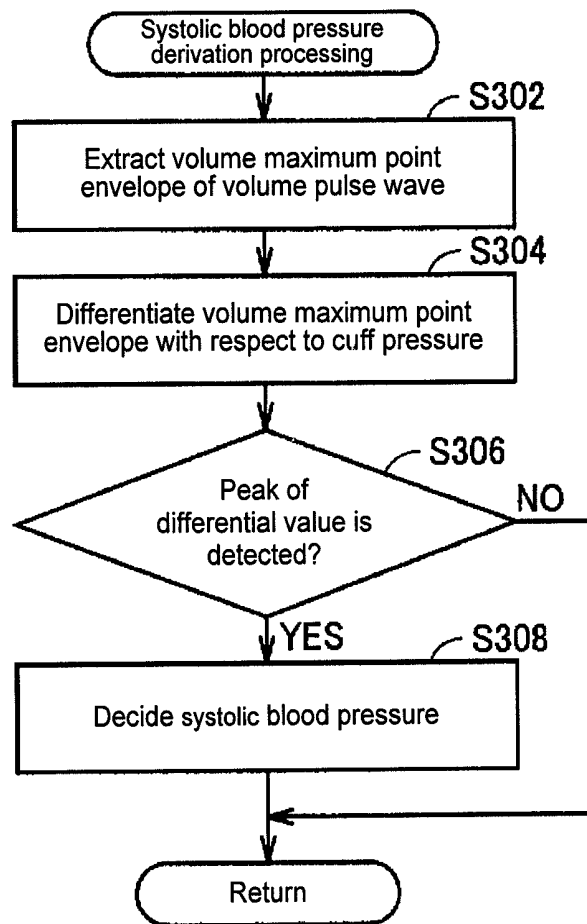 Systolic blood pressure
derivation processing
S302
Extract volume maximum point
envelope of volume pulse wave
S304
Differentiate volume maximum point
envelope with respect to cuff pressure
S306
Peak of
differential value is
detected?
NO
YES
S308
Decide systolic blood pressure
Return